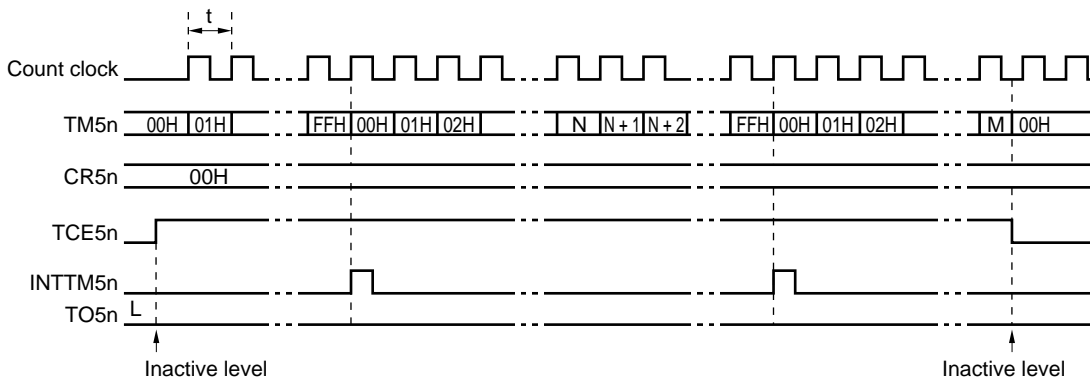 t
Count clock
TM5n 00H 01H FFH 00H 01H 02H N N + 1 N + 2 FFH 00H 01H 02H M 00H
CR5n 00H
TCE5n
INTTM5n
TO5n L
Inactive level Inactive level